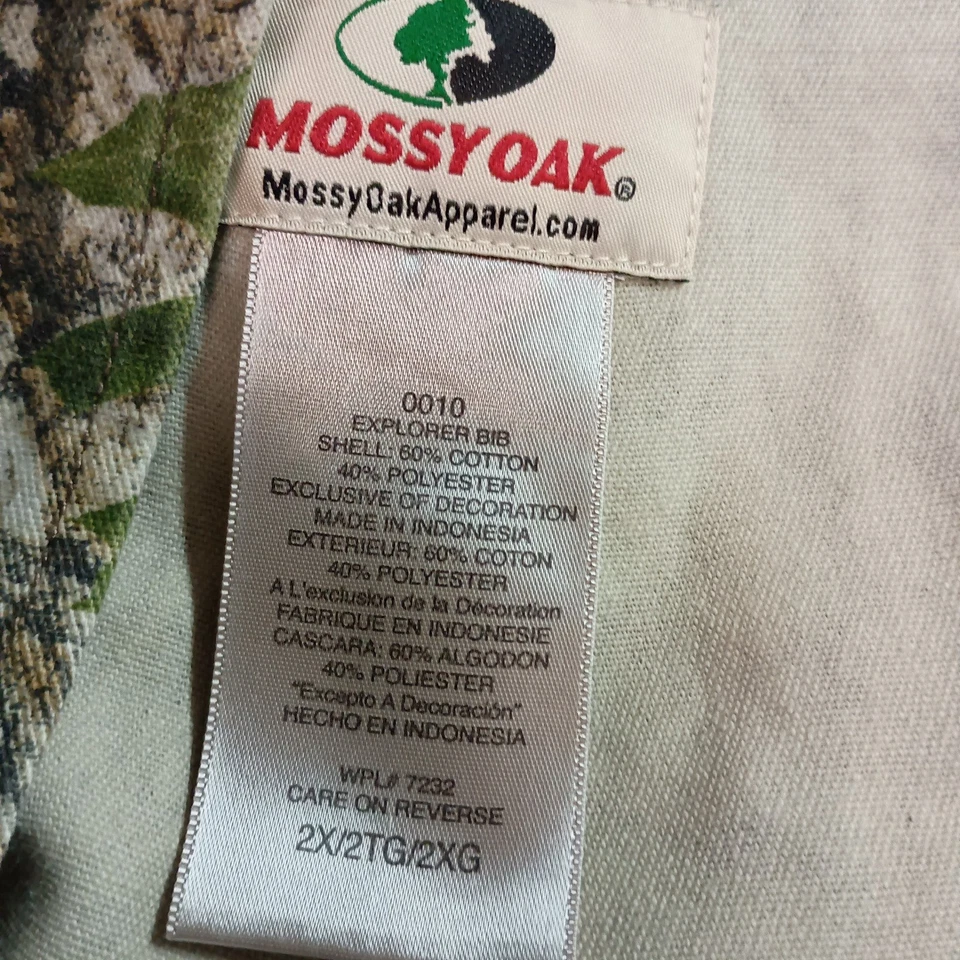 MOSSY OAK®
MossyOakApparel.com
0010
EXPLORER BIB
SHELL: 60% COTTON
40% POLYESTER
EXCLUSIVE OF DECORATION
MADE IN INDONESIA
EXTERIEUR: 60% COTON
40% POLYESTER
A L'exclusion de la Décoration
FABRIQUE EN INDONESIE
CASCARA: 60% ALGODON
40% POLIESTER
"Excepto A Decoración"
HECHO EN INDONESIA
WPL# 7232
CARE ON REVERSE
2X/2TG/2XG